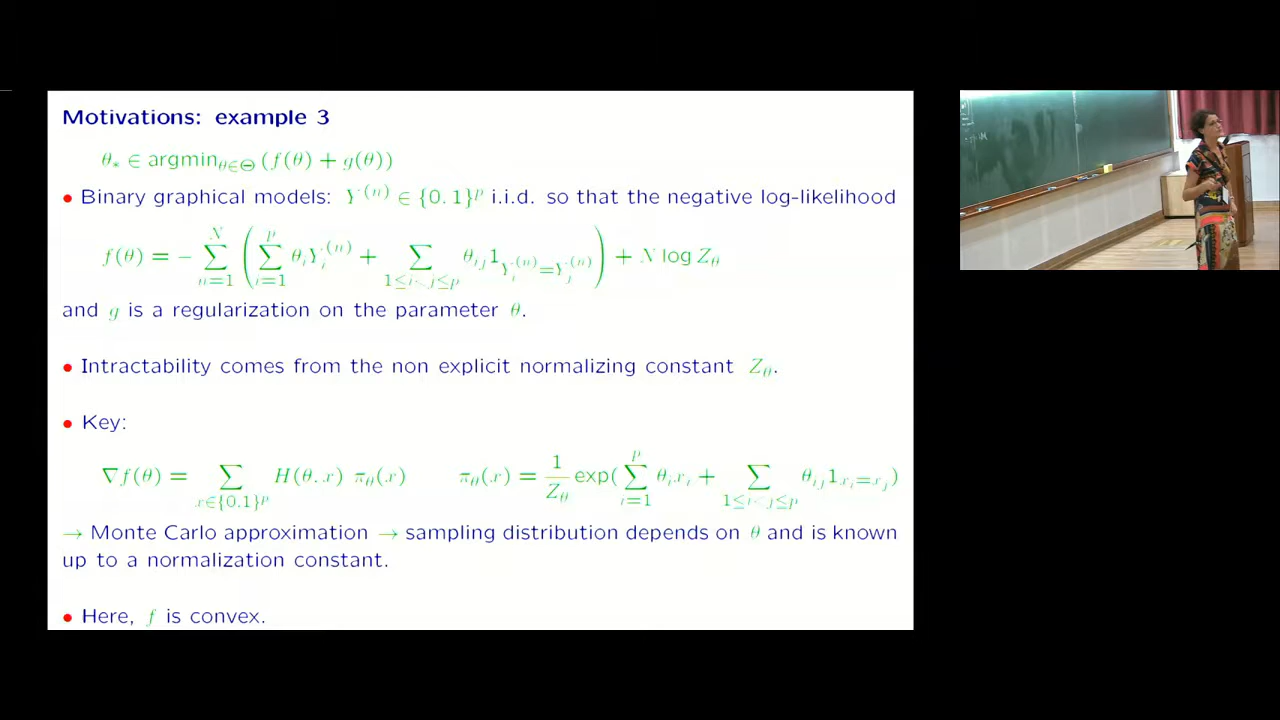 Motivations: example 3
θ_* ∈ argmin_{θ∈Θ} (f(θ) + g(θ))
• Binary graphical models: Y^{(n)} ∈ {0, 1}^p i.i.d. so that the negative log-likelihood
f(θ) = − ∑_{n=1}^{N} ( ∑_{i=1}^{p} θ_i Y_i^{(n)} + ∑_{1≤i<j≤p} θ_{ij} 1_{Y_i^{(n)}=Y_j^{(n)}} ) + N log Z_θ
and g is a regularization on the parameter θ.
• Intractability comes from the non explicit normalizing constant Z_θ.
• Key:
∇f(θ) = ∑_{x∈{0,1}^p} H(θ, x) π_θ(x) π_θ(x) = \frac{1}{Z_θ} exp( ∑_{i=1}^{p} θ_i x_i + ∑_{1≤i<j≤p} θ_{ij} 1_{x_i=x_j} )
→ Monte Carlo approximation → sampling distribution depends on θ and is known
up to a normalization constant.
• Here, f is convex.